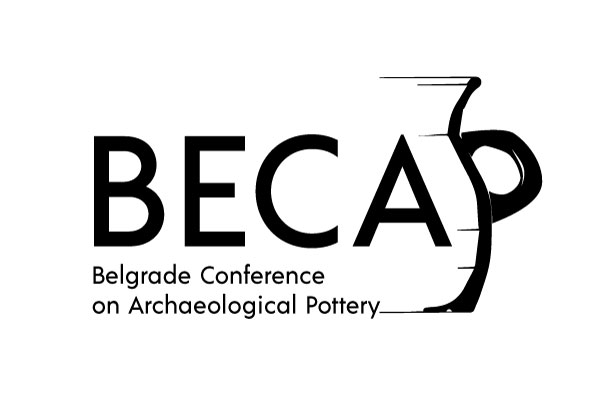 BECAP
Belgrade Conference
on Archaeological Pottery